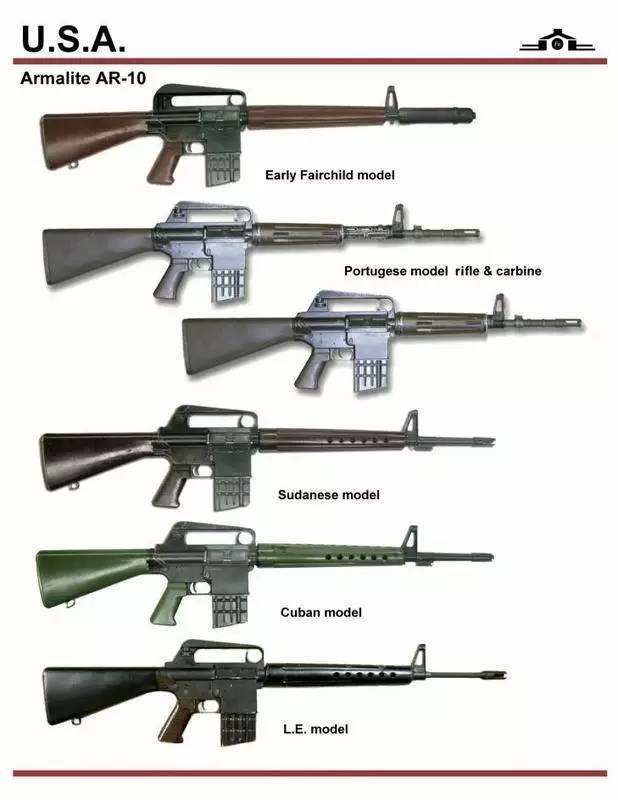 U.S.A.
Armalite AR-10
Early Fairchild model
Portugese model rifle & carbine
Sudanese model
Cuban model
L.E. model